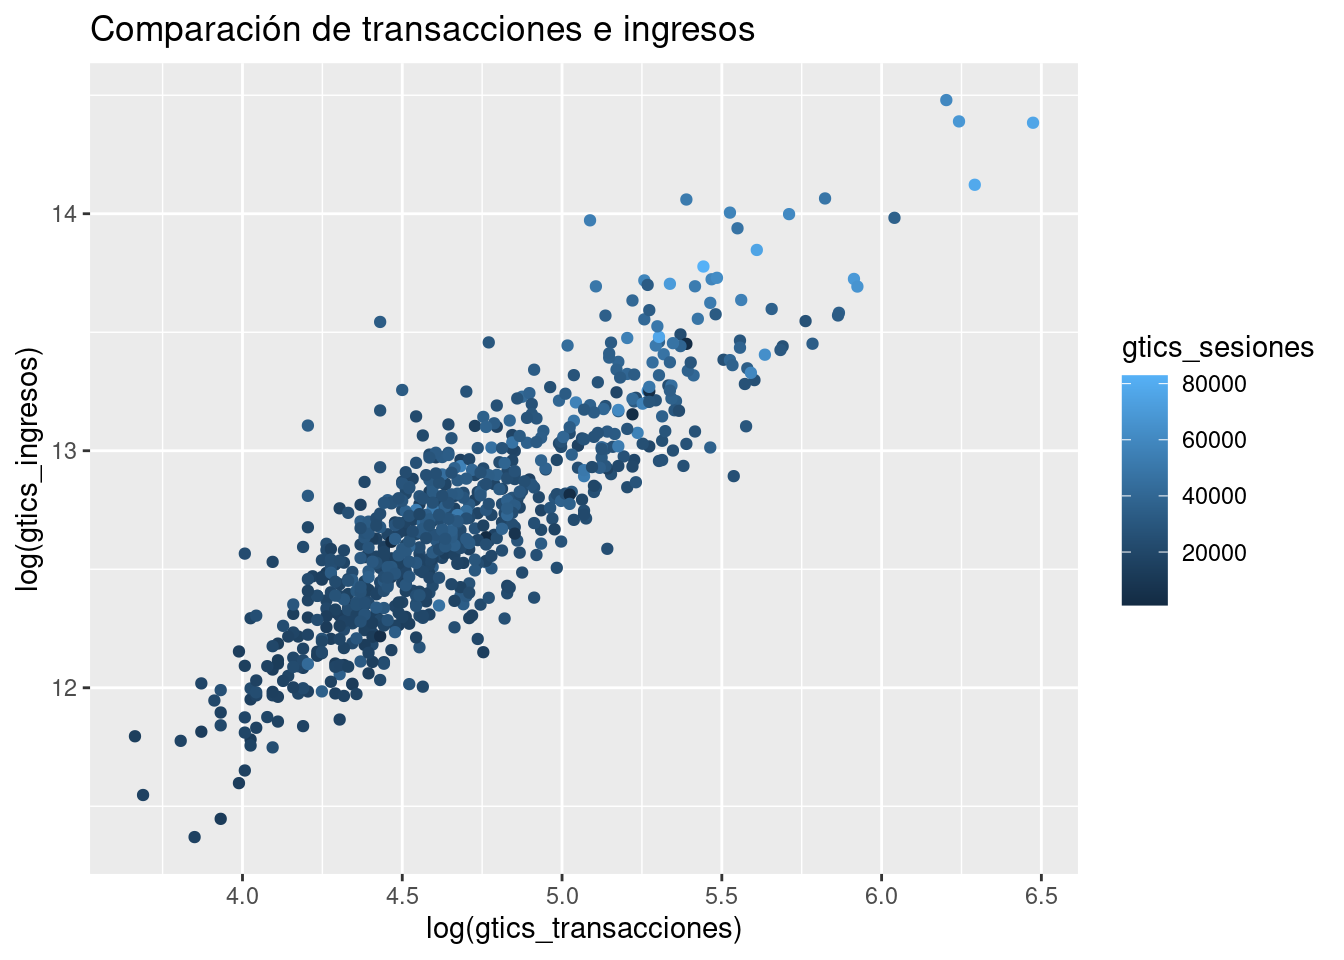 Comparación de transacciones e ingresos
log(gtics_ingresos)
14
13
12
4.0 4.5 5.0 5.5 6.0 6.5
log(gtics_transacciones)
gtics_sesiones
80000
60000
40000
20000